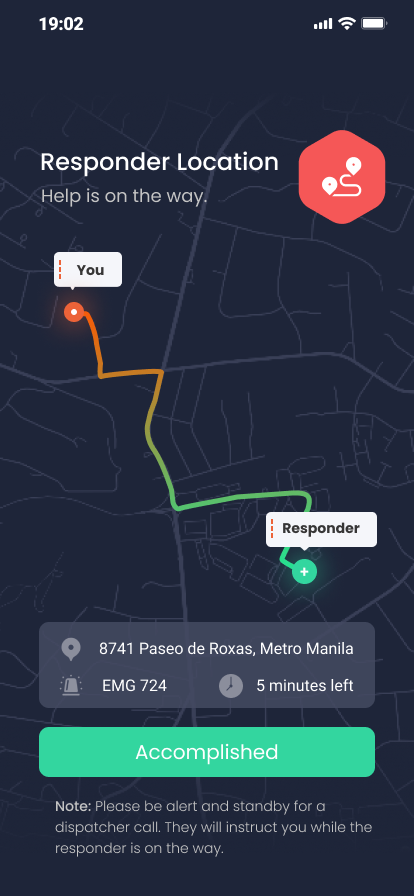 19:02
Responder Location
Help is on the way.
You
Responder
8741 Paseo de Roxas, Metro Manila
EMG 724
5 minutes left
Accomplished
Note: Please be alert and standby for a
dispatcher call. They will instruct you while the
responder is on the way.